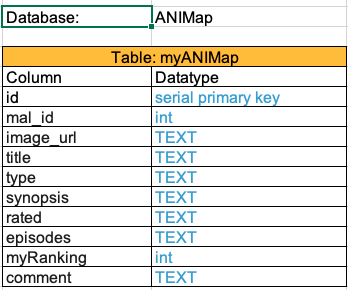 Database: ANIMap
Table: myANIMap
Column Datatype
id serial primary key
mal_id int
image_url TEXT
title TEXT
type TEXT
synopsis TEXT
rated TEXT
episodes TEXT
myRanking int
comment TEXT